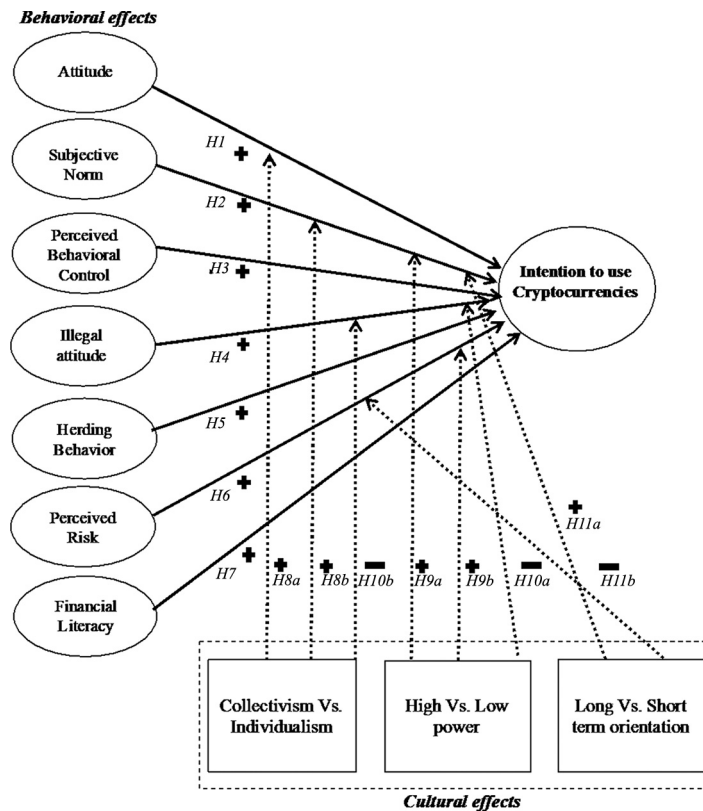 Behavioral effects
Attitude
Subjective
Norm
Perceived
Behavioral
Control
Illegal
attitude
Herding
Behavior
Perceived
Risk
Financial
Literacy
H1
H2
H3
H4
H5
H6
H7
Intention to use
Cryptocurrencies
H8a
H8b
H10b
H9a
H9b
H10a
H11a
H11b
Collectivism Vs.
Individualism
High Vs. Low
power
Long Vs. Short
term orientation
Cultural effects